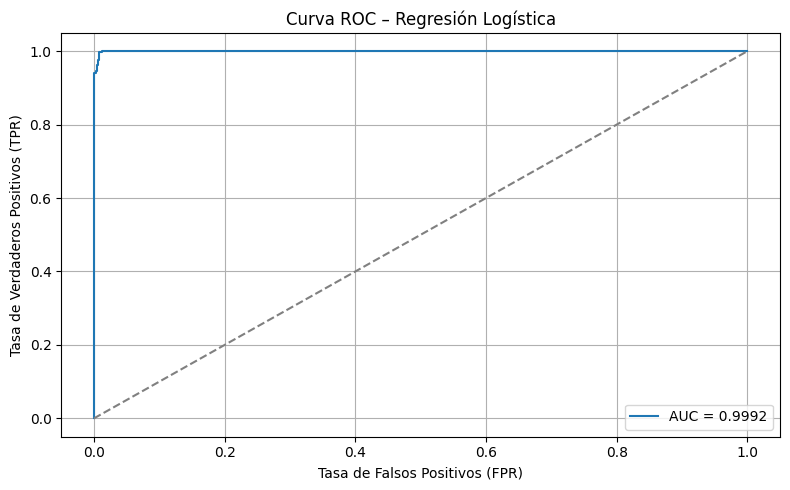 Curva ROC – Regresión Logística
Tasa de Verdaderos Positivos (TPR)
1.0
0.8
0.6
0.4
0.2
0.0
AUC = 0.9992
0.0 0.2 0.4 0.6 0.8 1.0
Tasa de Falsos Positivos (FPR)